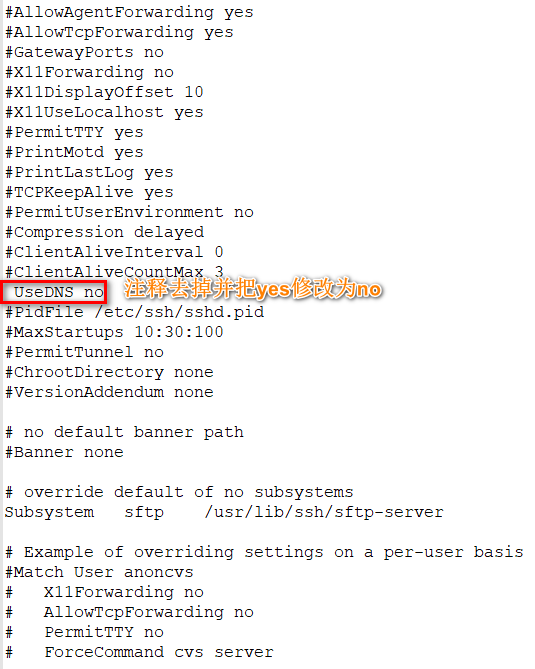 #AllowAgentForwarding yes
#AllowTcpForwarding yes
#GatewayPorts no
#X11Forwarding no
#X11DisplayOffset 10
#X11UseLocalhost yes
#PermitTTY yes
#PrintMotd yes
#PrintLastLog yes
#TCPKeepAlive yes
#PermitUserEnvironment no
#Compression delayed
#ClientAliveInterval 0
#ClientAliveCountMax 3
UseDNS no 注释去掉并把yes修改为no
#PidFile /etc/ssh/sshd.pid
#MaxStartups 10:30:100
#PermitTunnel no
#ChrootDirectory none
#VersionAddendum none

# no default banner path
#Banner none

# override default of no subsystems
Subsystem   sftp    /usr/lib/ssh/sftp-server

# Example of overriding settings on a per-user basis
#Match User anoncvs
#   X11Forwarding no
#   AllowTcpForwarding no
#   PermitTTY no
#   ForceCommand cvs server